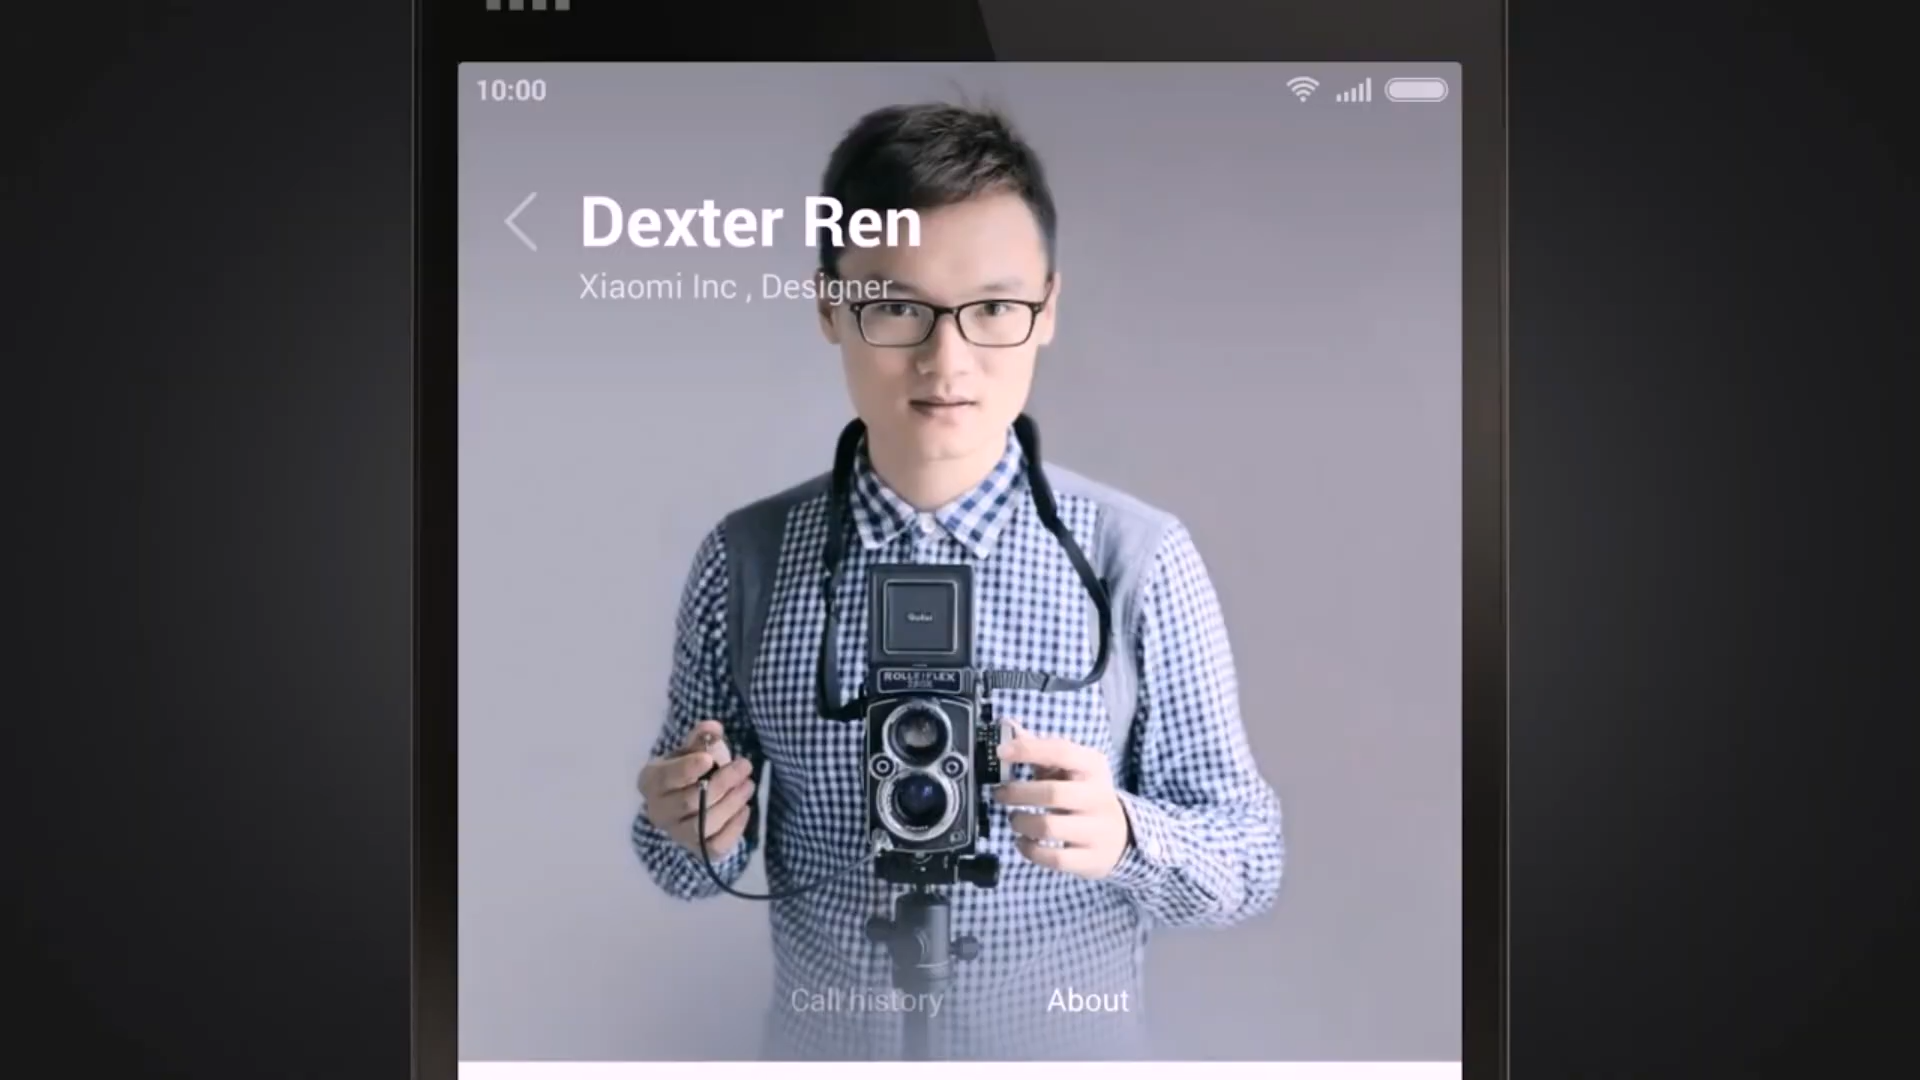 10:00
Dexter Ren
Xiaomi Inc , Designer
ROLLEIFLEX
Call history
About